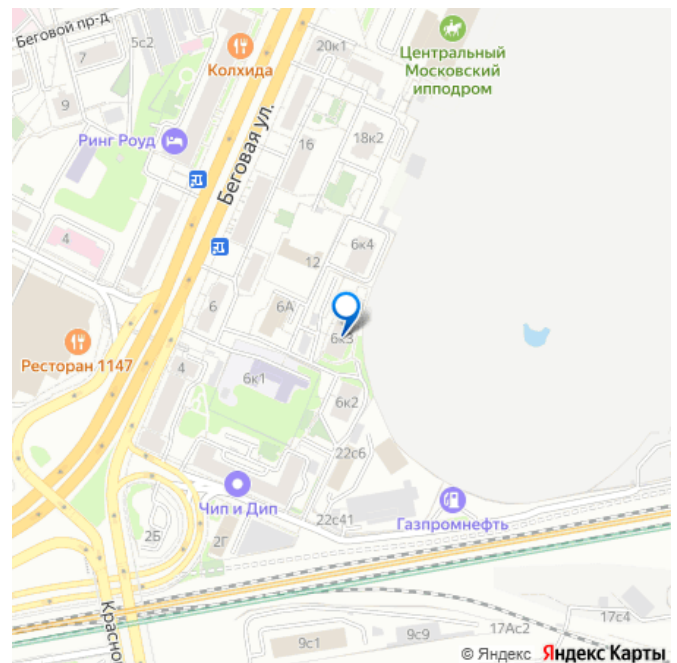 Беговой пр-д
5с2
7
9
Колхида
20к1
Центральный
Московский
ипподром
Ринг Роуд
Беговая ул.
16
18к2
4
12
6к4
6
6А
6к3
Ресторан 1147
4
6к1
6к2
22с6
Чип и Дип
22с41
Газпромнефть
2Б
2Г
Красно
9с1
9с9
17Ас2
17с4
© Яндекс Яндекс Карты